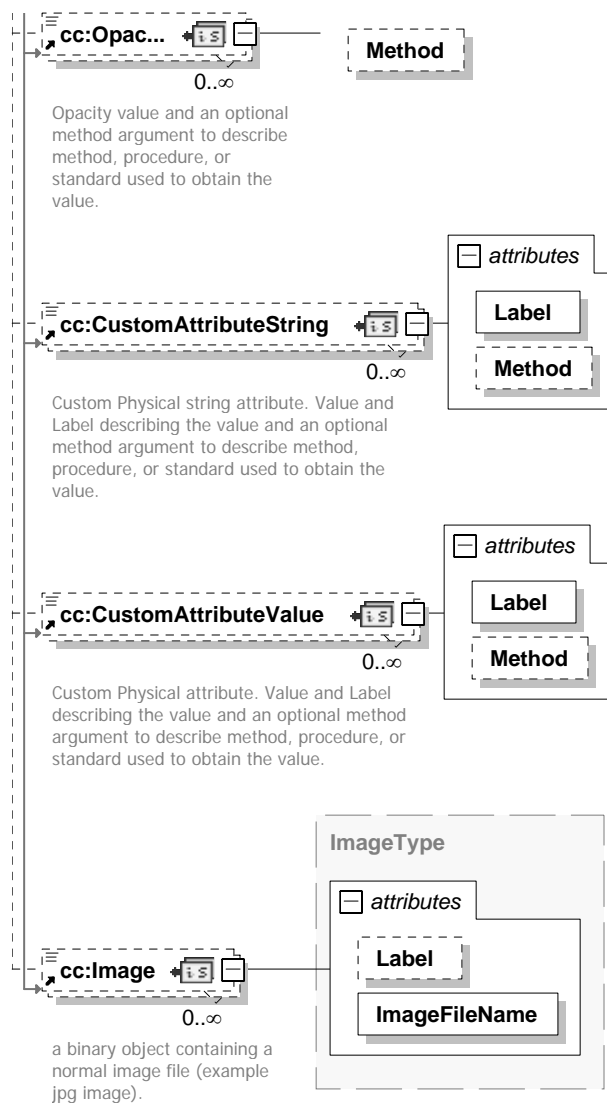 cc:Opac...
is
Method
0..∞
Opacity value and an optional
method argument to describe
method, procedure, or
standard used to obtain the
value.
attributes
Label
cc:CustomAttributeString
is
Method
0..∞
Custom Physical string attribute. Value and
Label describing the value and an optional
method argument to describe method,
procedure, or standard used to obtain the
value.
attributes
Label
cc:CustomAttributeValue
is
Method
0..∞
Custom Physical attribute. Value and Label
describing the value and an optional method
argument to describe method, procedure, or
standard used to obtain the value.
ImageType
attributes
Label
cc:Image
is
ImageFileName
0..∞
a binary object containing a
normal image file (example
jpg image).